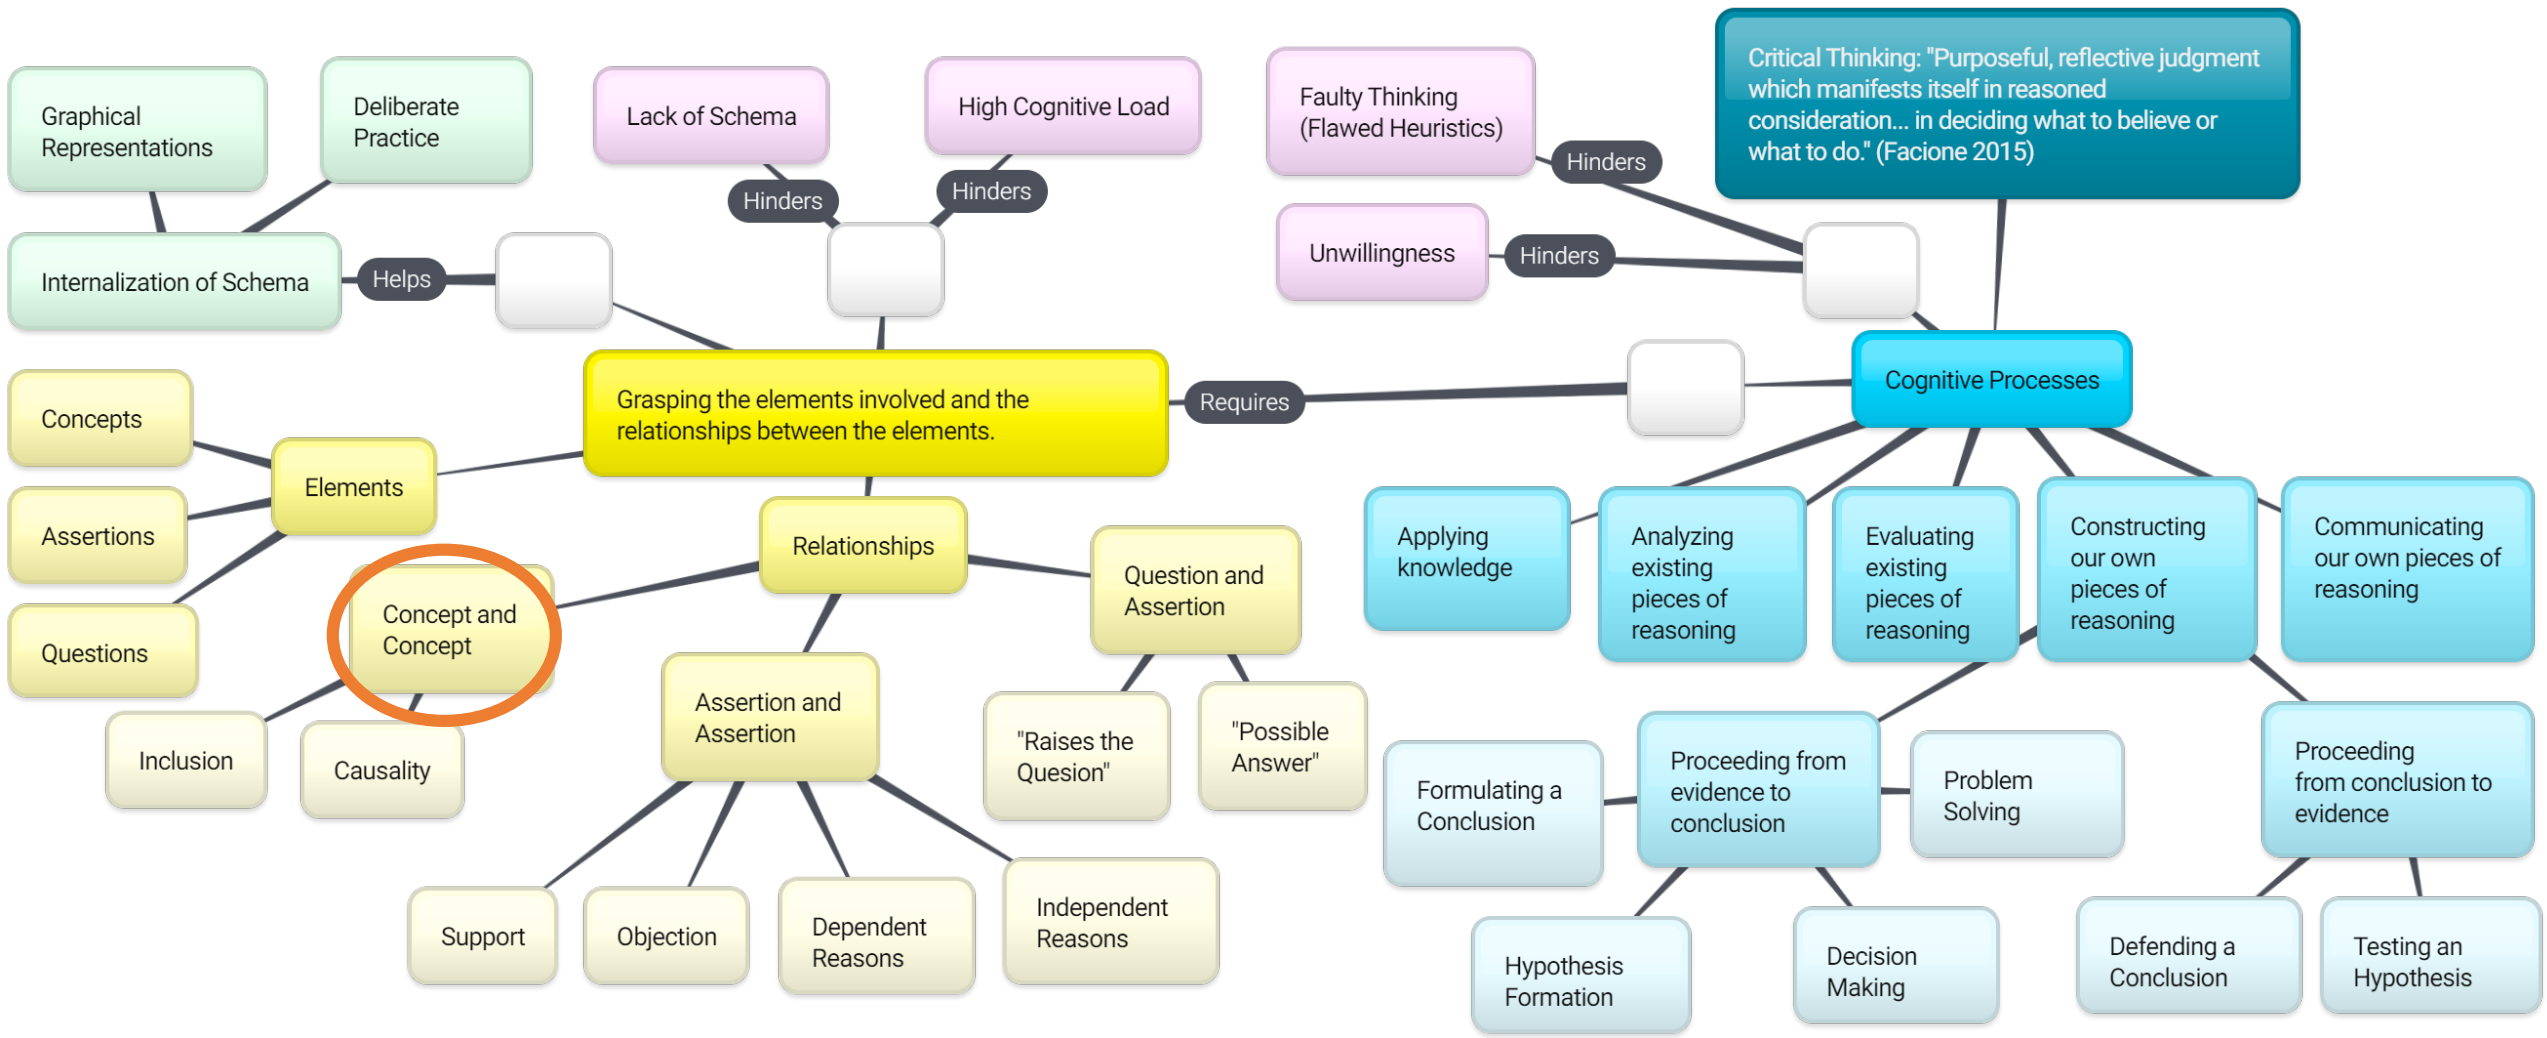 Graphical
Representations
Deliberate
Practice
Lack of Schema
High Cognitive Load
Faulty Thinking
(Flawed Heuristics)
Critical Thinking: "Purposeful, reflective judgment
which manifests itself in reasoned
consideration... in deciding what to believe or
what to do." (Facione 2015)
Hinders
Hinders
Hinders
Unwillingness
Hinders
Internalization of Schema
Helps
Grasping the elements involved and the
relationships between the elements.
Requires
Cognitive Processes
Concepts
Elements
Assertions
Questions
Relationships
Concept and
Concept
Question and
Assertion
Inclusion
Causality
Assertion and
Assertion
"Raises the
Quesion"
"Possible
Answer"
Support
Objection
Dependent
Reasons
Independent
Reasons
Applying
knowledge
Analyzing
existing
pieces of
reasoning
Evaluating
existing
pieces of
reasoning
Constructing
our own
pieces of
reasoning
Communicating
our own pieces of
reasoning
Formulating a
Conclusion
Proceeding from
evidence to
conclusion
Problem
Solving
Proceeding
from conclusion to
evidence
Hypothesis
Formation
Decision
Making
Defending a
Conclusion
Testing an
Hypothesis